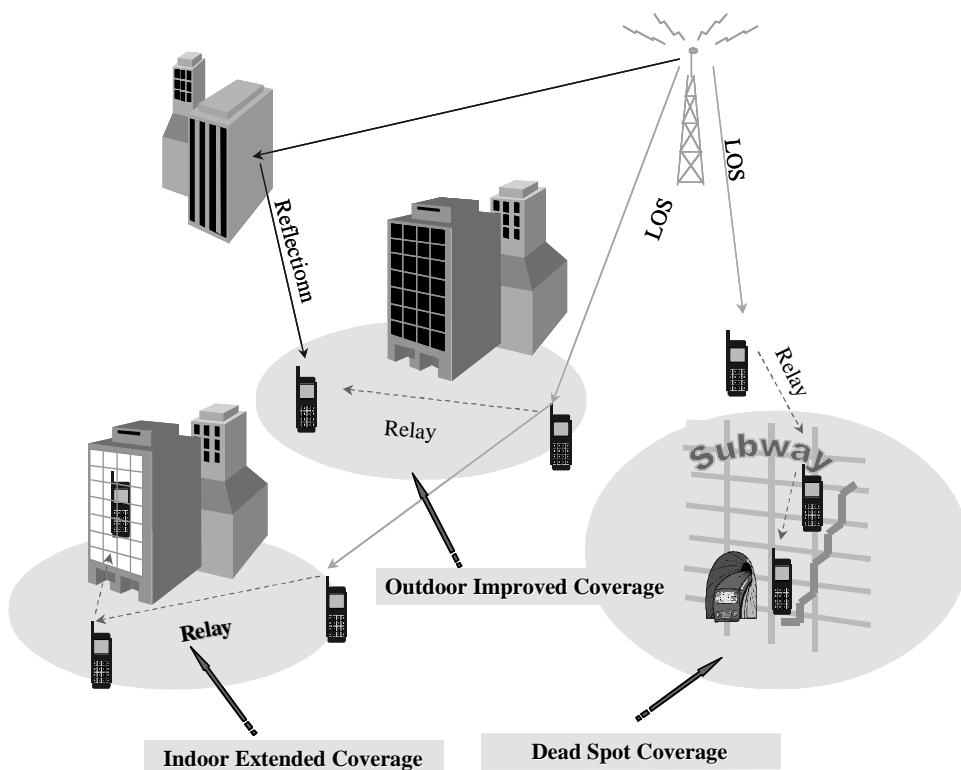 LOS
LOS
Reflectionn
Relay
Relay
Subway
Outdoor Improved Coverage
Relay
Indoor Extended Coverage
Dead Spot Coverage